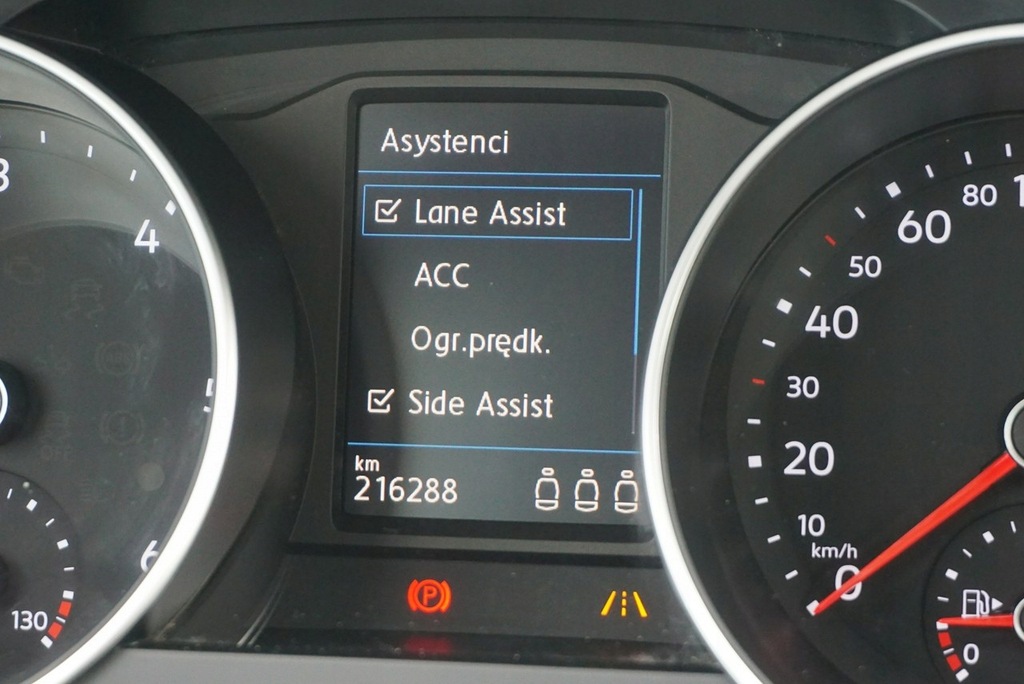 Asystenci
Lane Assist
ACC
Ogr.prędk.
Side Assist
km
216288
4
6
130
P
80
60
50
40
30
20
10
km/h
0
0